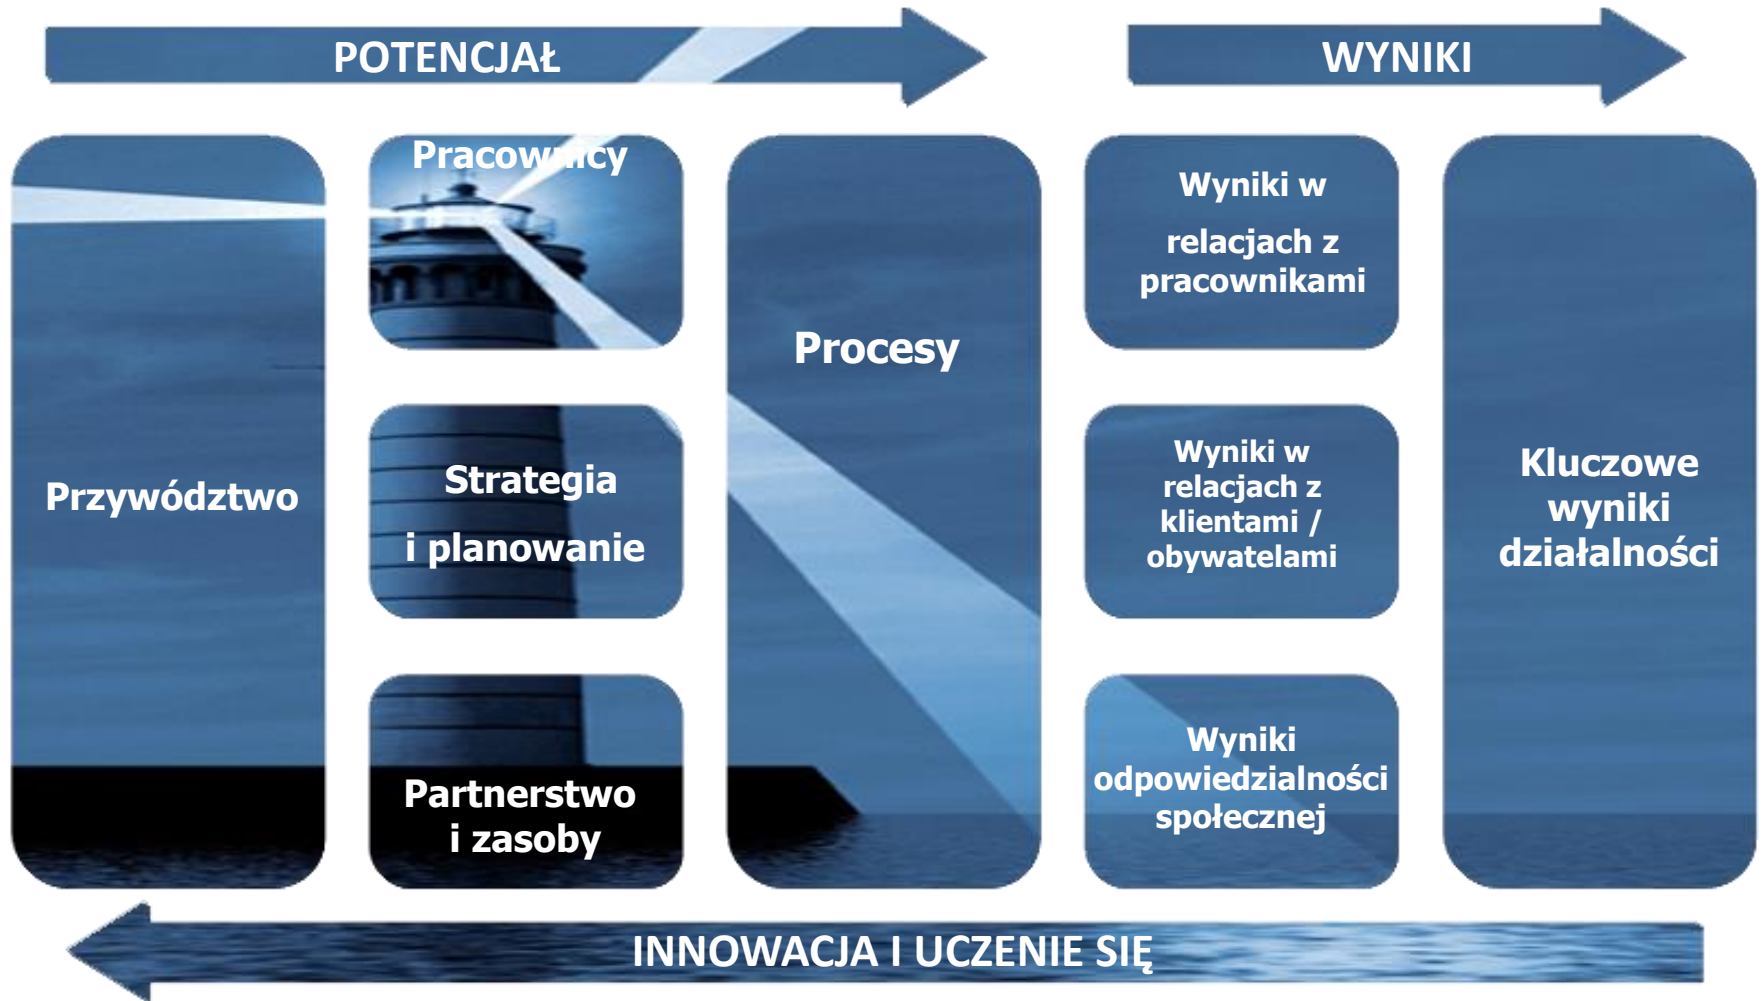 POTENCJAŁ
WYNIKI
Przywództwo
Pracownicy
Strategia
i planowanie
Partnerstwo
i zasoby
Procesy
Wyniki w
relacjach z
pracownikami
Wyniki w
relacjach z
klientami /
obywatelami
Wyniki
odpowiedzialności
społecznej
Kluczowe
wyniki
działalności
INNOWACJA I UCZENIE SIĘ